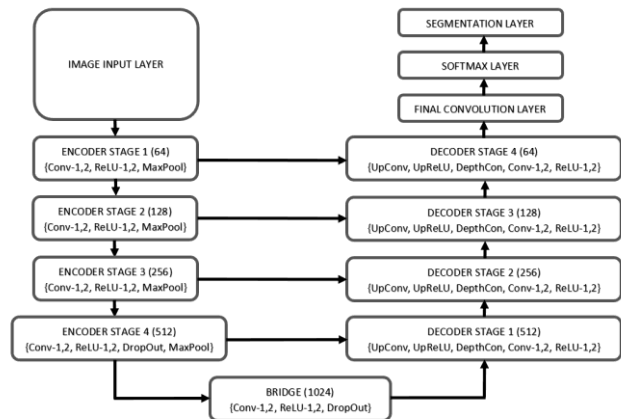 IMAGE INPUT LAYER
ENCODER STAGE 1 (64)
{Conv-1,2, ReLU-1,2, MaxPool}
ENCODER STAGE 2 (128)
{Conv-1,2, ReLU-1,2, MaxPool}
ENCODER STAGE 3 (256)
{Conv-1,2, ReLU-1,2, MaxPool}
ENCODER STAGE 4 (512)
{Conv-1,2, ReLU-1,2, DropOut, MaxPool}
BRIDGE (1024)
{Conv-1,2, ReLU-1,2, DropOut}
SEGMENTATION LAYER
SOFTMAX LAYER
FINAL CONVOLUTION LAYER
DECODER STAGE 4 (64)
{UpConv, UpReLU, DepthCon, Conv-1,2, ReLU-1,2}
DECODER STAGE 3 (128)
{UpConv, UpReLU, DepthCon, Conv-1,2, ReLU-1,2}
DECODER STAGE 2 (256)
{UpConv, UpReLU, DepthCon, Conv-1,2, ReLU-1,2}
DECODER STAGE 1 (512)
{UpConv, UpReLU, DepthCon, Conv-1,2, ReLU-1,2}